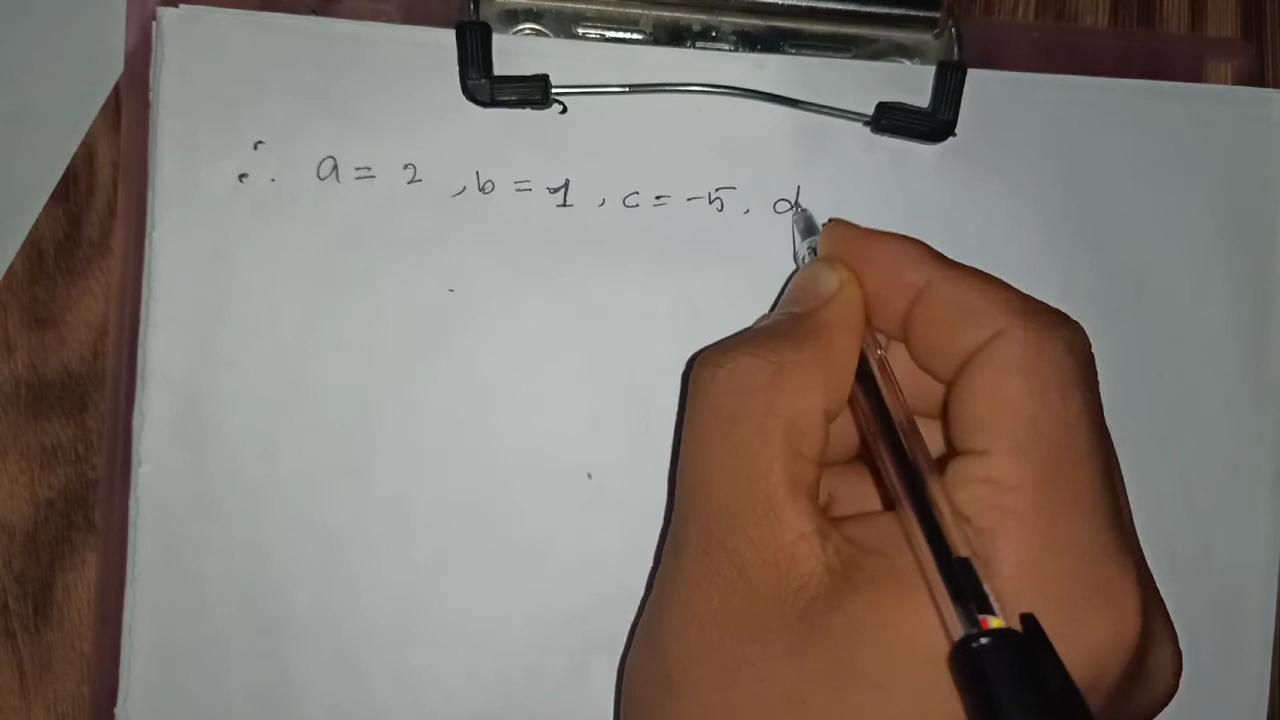 ∴ a = 2 , b = 1 , c = -5 , d